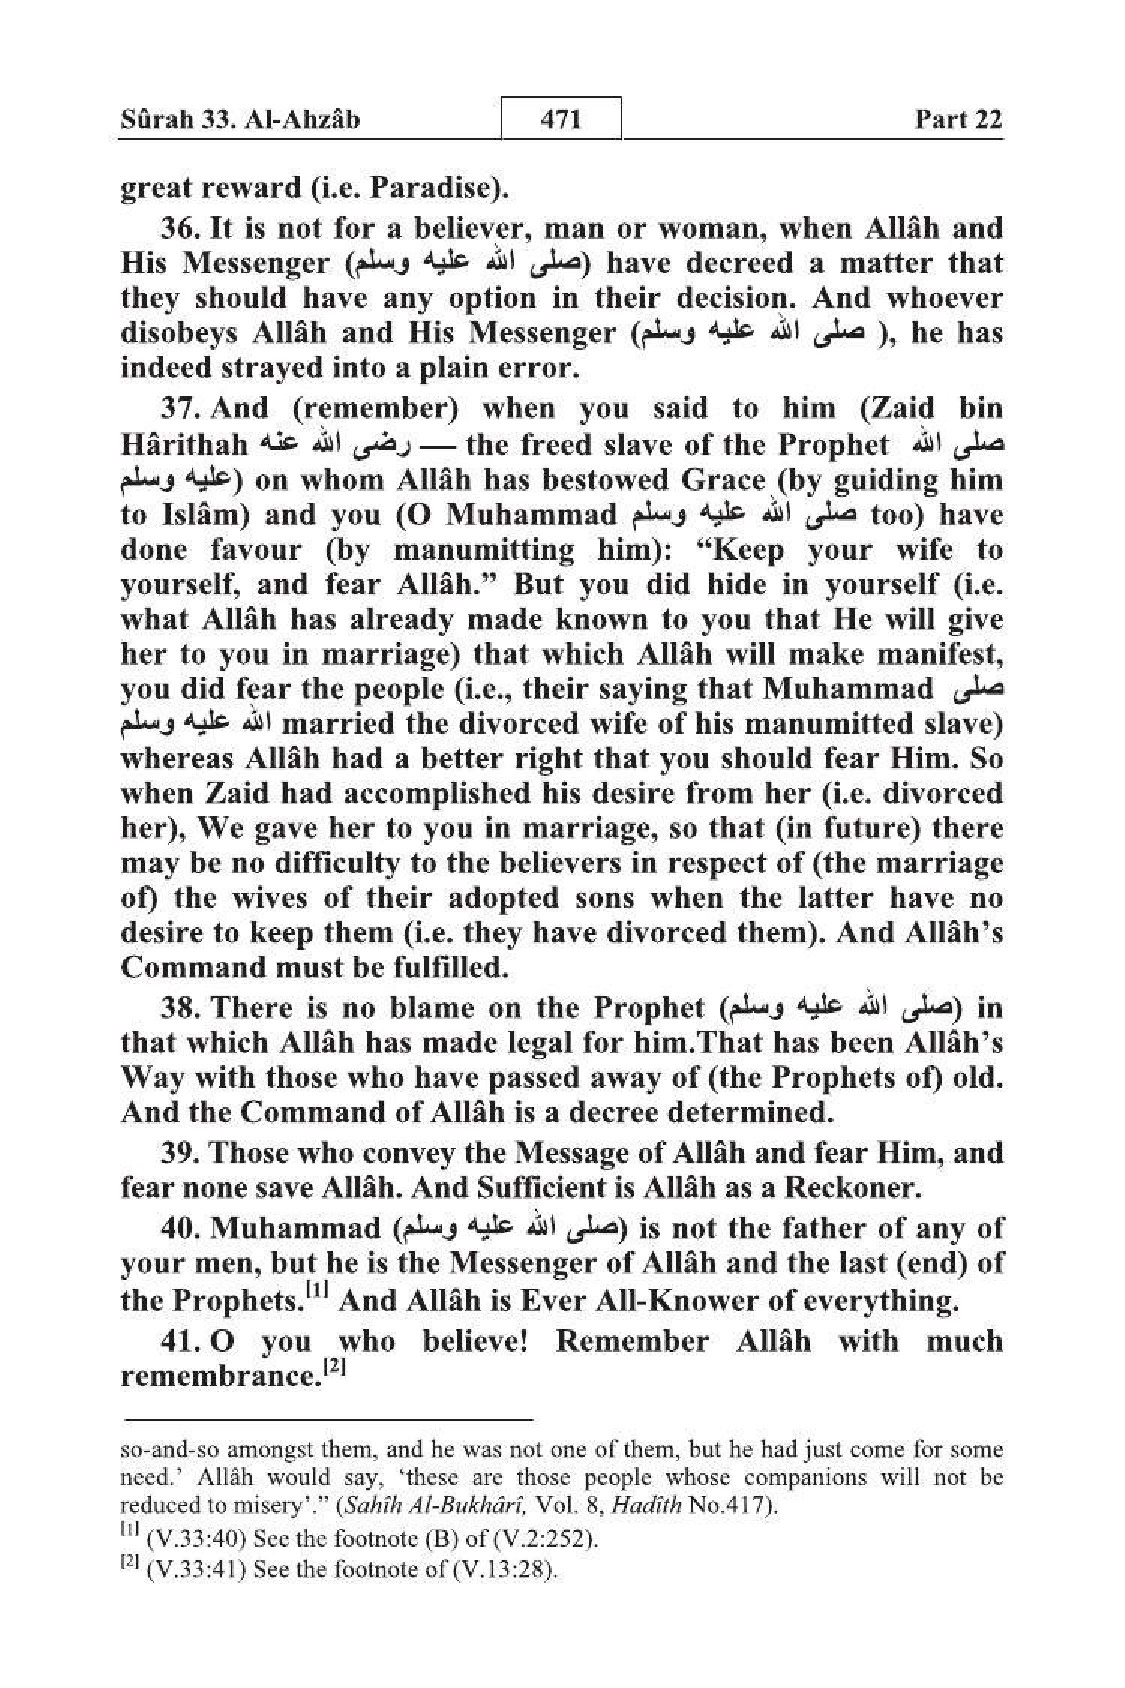 Sûrah 33. Al-Ahzâb 471 Part 22
great reward (i.e. Paradise).
36. It is not for a believer, man or woman, when Allâh and
His Messenger (صلى الله عليه وسلم) have decreed a matter that
they should have any option in their decision. And whoever
disobeys Allâh and His Messenger (صلى الله عليه وسلم ), he has
indeed strayed into a plain error.
37. And (remember) when you said to him (Zaid bin
Hârithah رضى الله عنه — the freed slave of the Prophet صلى الله
عليه وسلم) on whom Allâh has bestowed Grace (by guiding him
to Islâm) and you (O Muhammad صلى الله عليه وسلم too) have
done favour (by manumitting him): “Keep your wife to
yourself, and fear Allâh.” But you did hide in yourself (i.e.
what Allâh has already made known to you that He will give
her to you in marriage) that which Allâh will make manifest,
you did fear the people (i.e., their saying that Muhammad صلى
الله عليه وسلم married the divorced wife of his manumitted slave)
whereas Allâh had a better right that you should fear Him. So
when Zaid had accomplished his desire from her (i.e. divorced
her), We gave her to you in marriage, so that (in future) there
may be no difficulty to the believers in respect of (the marriage
of) the wives of their adopted sons when the latter have no
desire to keep them (i.e. they have divorced them). And Allâh’s
Command must be fulfilled.
38. There is no blame on the Prophet (صلى الله عليه وسلم) in
that which Allâh has made legal for him.That has been Allâh’s
Way with those who have passed away of (the Prophets of) old.
And the Command of Allâh is a decree determined.
39. Those who convey the Message of Allâh and fear Him, and
fear none save Allâh. And Sufficient is Allâh as a Reckoner.
40. Muhammad (صلى الله عليه وسلم) is not the father of any of
your men, but he is the Messenger of Allâh and the last (end) of
the Prophets.[1] And Allâh is Ever All-Knower of everything.
41. O you who believe! Remember Allâh with much
remembrance.[2]
so-and-so amongst them, and he was not one of them, but he had just come for some
need.’ Allâh would say, ‘these are those people whose companions will not be
reduced to misery’.” (Sahîh Al-Bukhârî, Vol. 8, Hadîth No.417).
[1] (V.33:40) See the footnote (B) of (V.2:252).
[2] (V.33:41) See the footnote of (V.13:28).